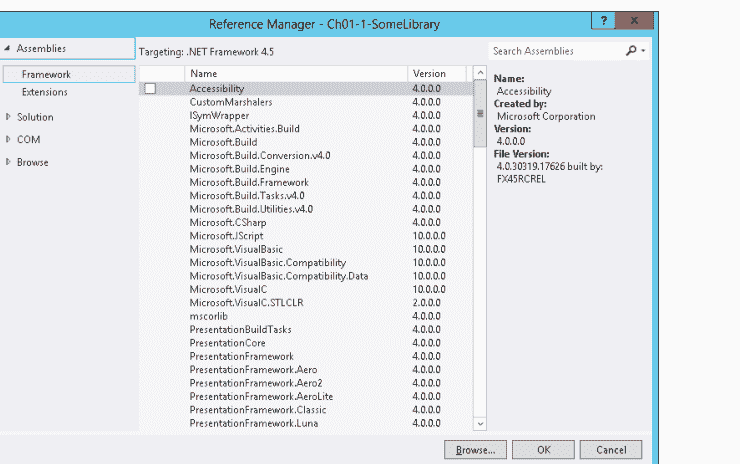 Reference Manager - Ch01-1-SomeLibrary
? x
Assemblies
Framework
Extensions
Solution
COM
Browse
Targeting: .NET Framework 4.5
Search Assemblies
Name Version
Accessibility 4.0.0.0
CustomMarshalers 4.0.0.0
ISymWrapper 4.0.0.0
Microsoft.Activities.Build 4.0.0.0
Microsoft.Build 4.0.0.0
Microsoft.Build.Conversion.v4.0 4.0.0.0
Microsoft.Build.Engine 4.0.0.0
Microsoft.Build.Framework 4.0.0.0
Microsoft.Build.Tasks.v4.0 4.0.0.0
Microsoft.Build.Utilities.v4.0 4.0.0.0
Microsoft.CSharp 4.0.0.0
Microsoft.JScript 10.0.0.0
Microsoft.VisualBasic 10.0.0.0
Microsoft.VisualBasic.Compatibility 10.0.0.0
Microsoft.VisualBasic.Compatibility.Data 10.0.0.0
Microsoft.VisualC 10.0.0.0
Microsoft.VisualC.STLCLR 2.0.0.0
mscorlib 4.0.0.0
PresentationBuildTasks 4.0.0.0
PresentationCore 4.0.0.0
PresentationFramework 4.0.0.0
PresentationFramework.Aero 4.0.0.0
PresentationFramework.Aero2 4.0.0.0
PresentationFramework.AeroLite 4.0.0.0
PresentationFramework.Classic 4.0.0.0
PresentationFramework.Luna 4.0.0.0
Name:
Accessibility
Created by:
Microsoft Corporation
Version:
4.0.0.0
File Version:
4.0.30319.17626 built by:
FX45RCREL
Browse... OK Cancel